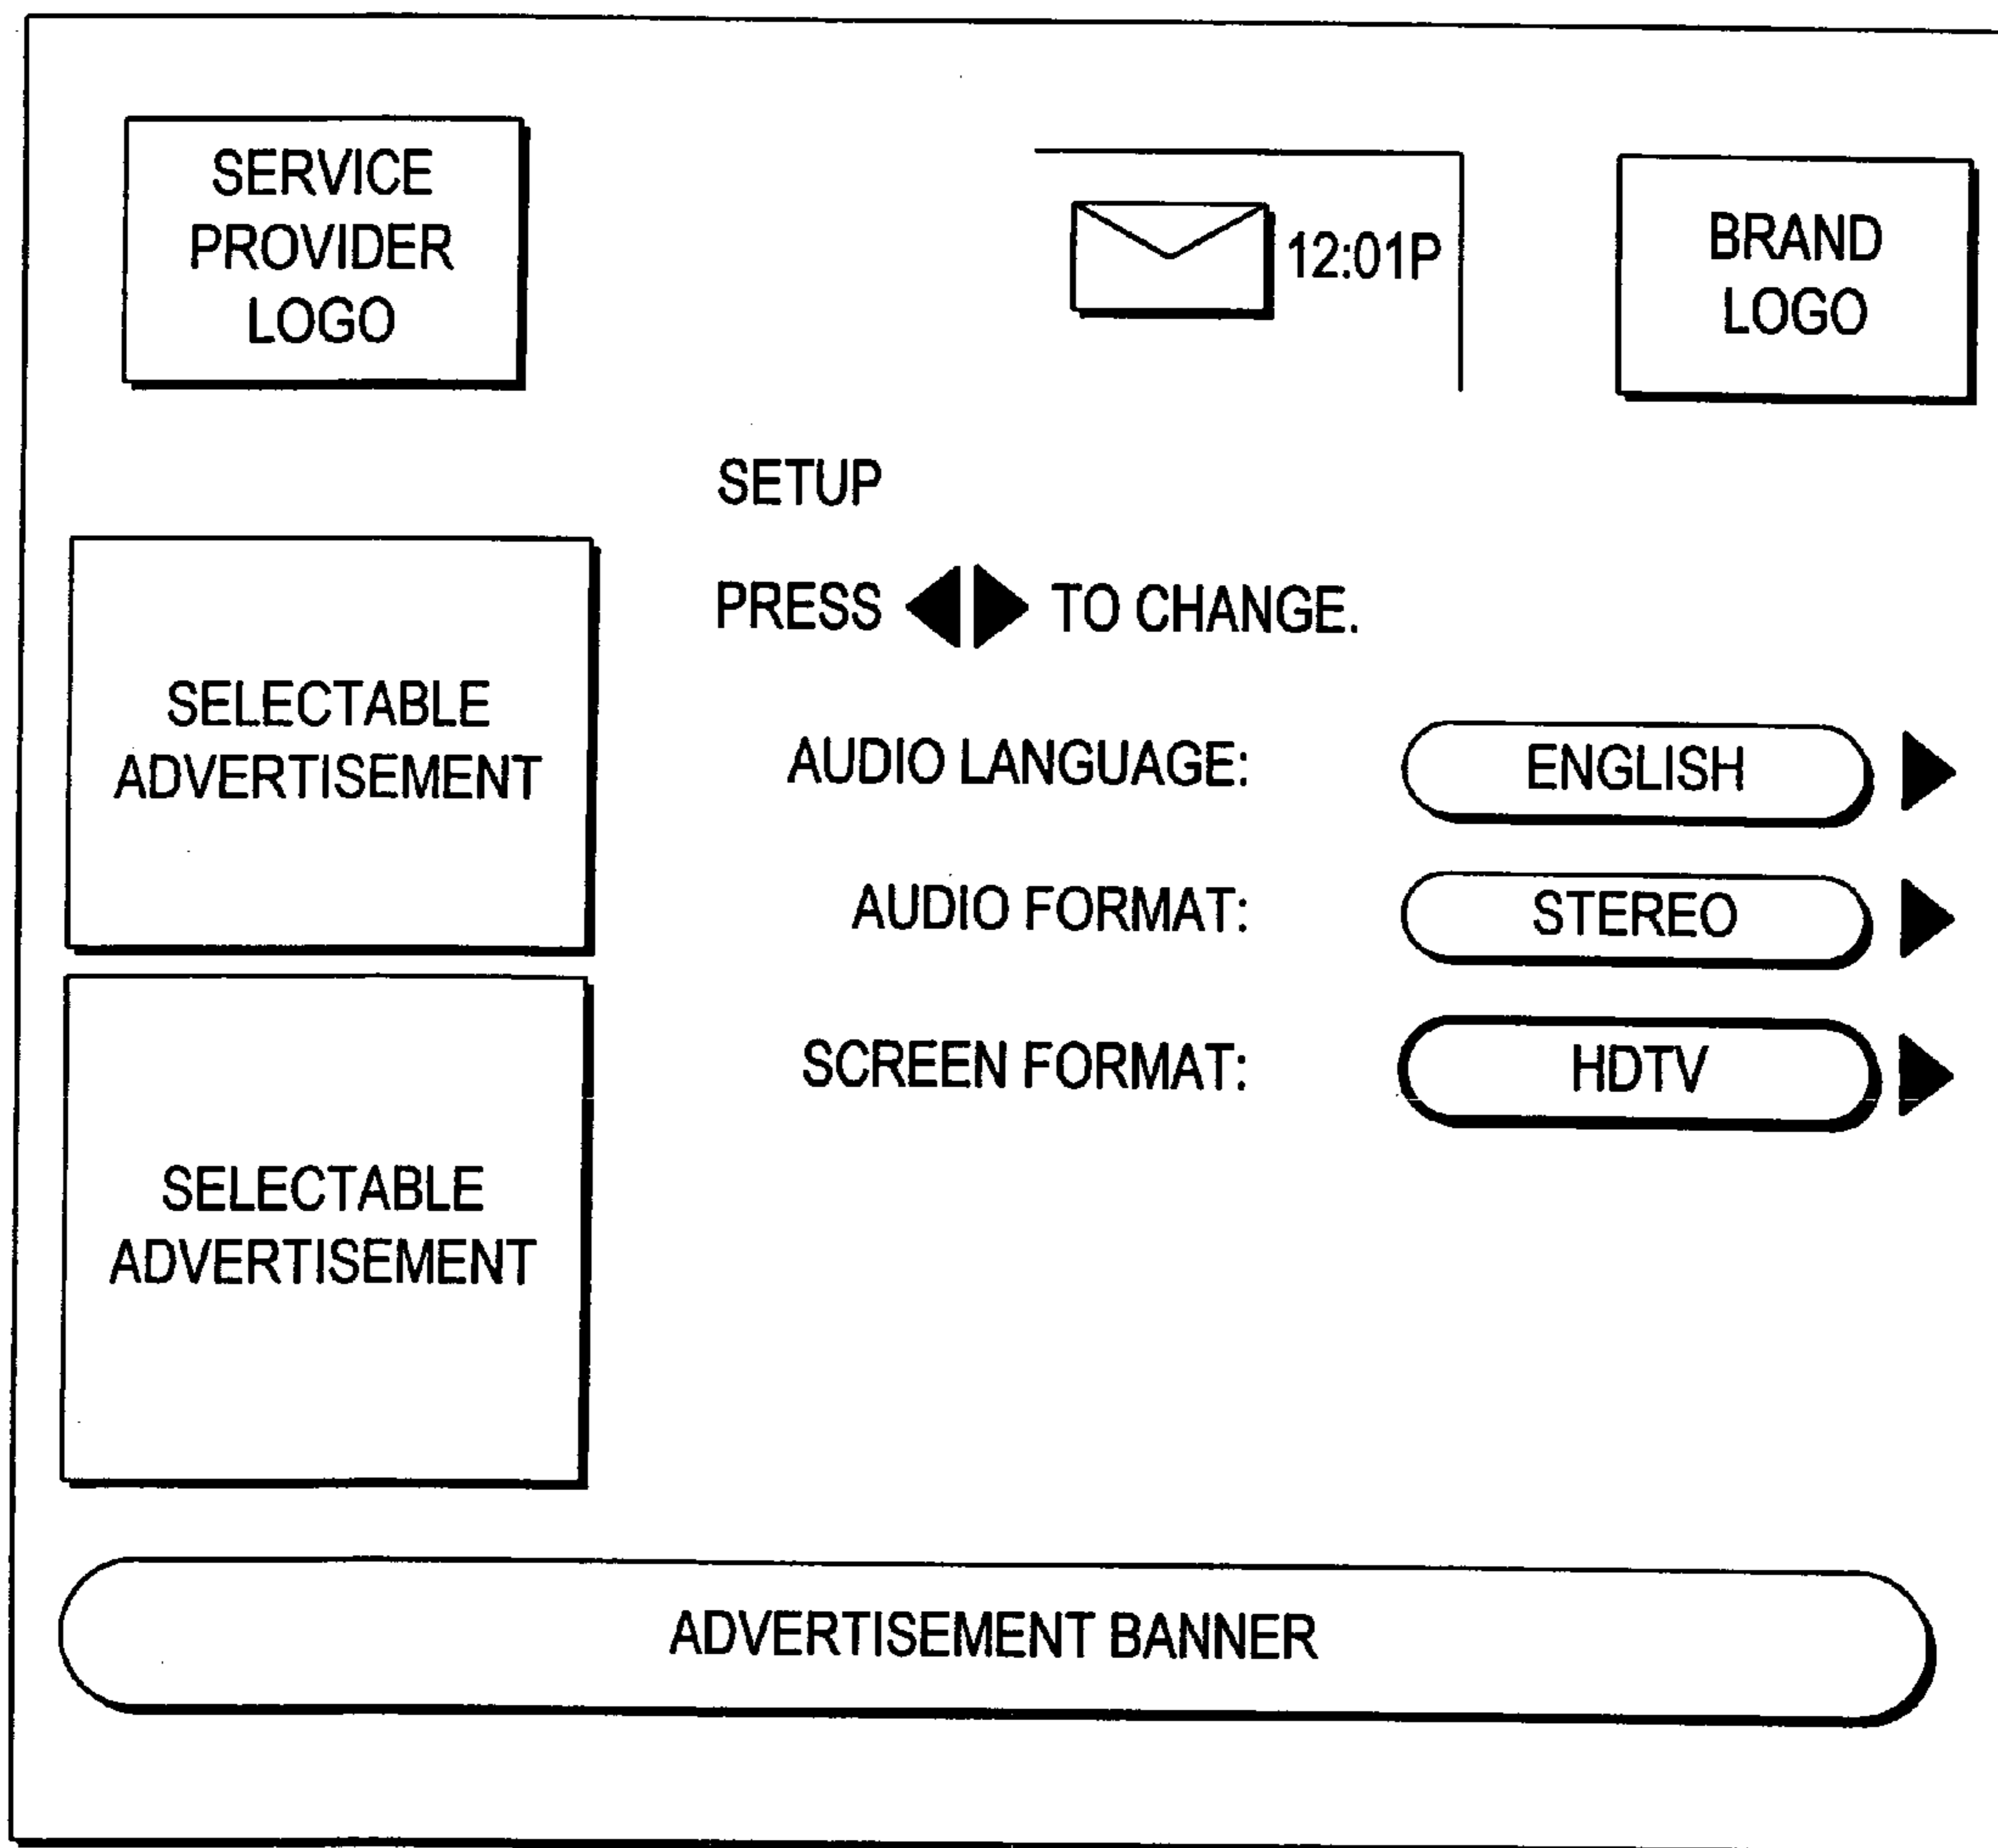 SERVICE
PROVIDER
LOGO
12:01P
BRAND
LOGO
SETUP
PRESS ◀▶ TO CHANGE.
SELECTABLE
ADVERTISEMENT
AUDIO LANGUAGE: ENGLISH ▶
AUDIO FORMAT: STEREO ▶
SCREEN FORMAT: HDTV ▶
SELECTABLE
ADVERTISEMENT
ADVERTISEMENT BANNER